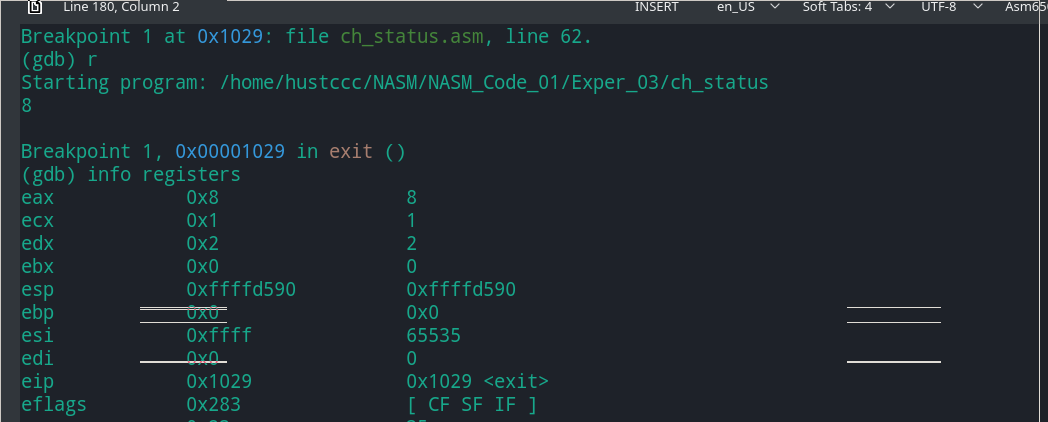 Line 180, Column 2 INSERT en_US Soft Tabs: 4 UTF-8 Asm65
Breakpoint 1 at 0x1029: file ch_status.asm, line 62.
(gdb) r
Starting program: /home/hustccc/NASM/NASM_Code_01/Exper_03/ch_status
8
Breakpoint 1, 0x00001029 in exit ()
(gdb) info registers
eax 0x8 8
ecx 0x1 1
edx 0x2 2
ebx 0x0 0
esp 0xffffd590 0xffffd590
ebp 0x0 0x0
esi 0xffff 65535
edi 0x0 0
eip 0x1029 0x1029 <exit>
eflags 0x283 [ CF SF IF ]